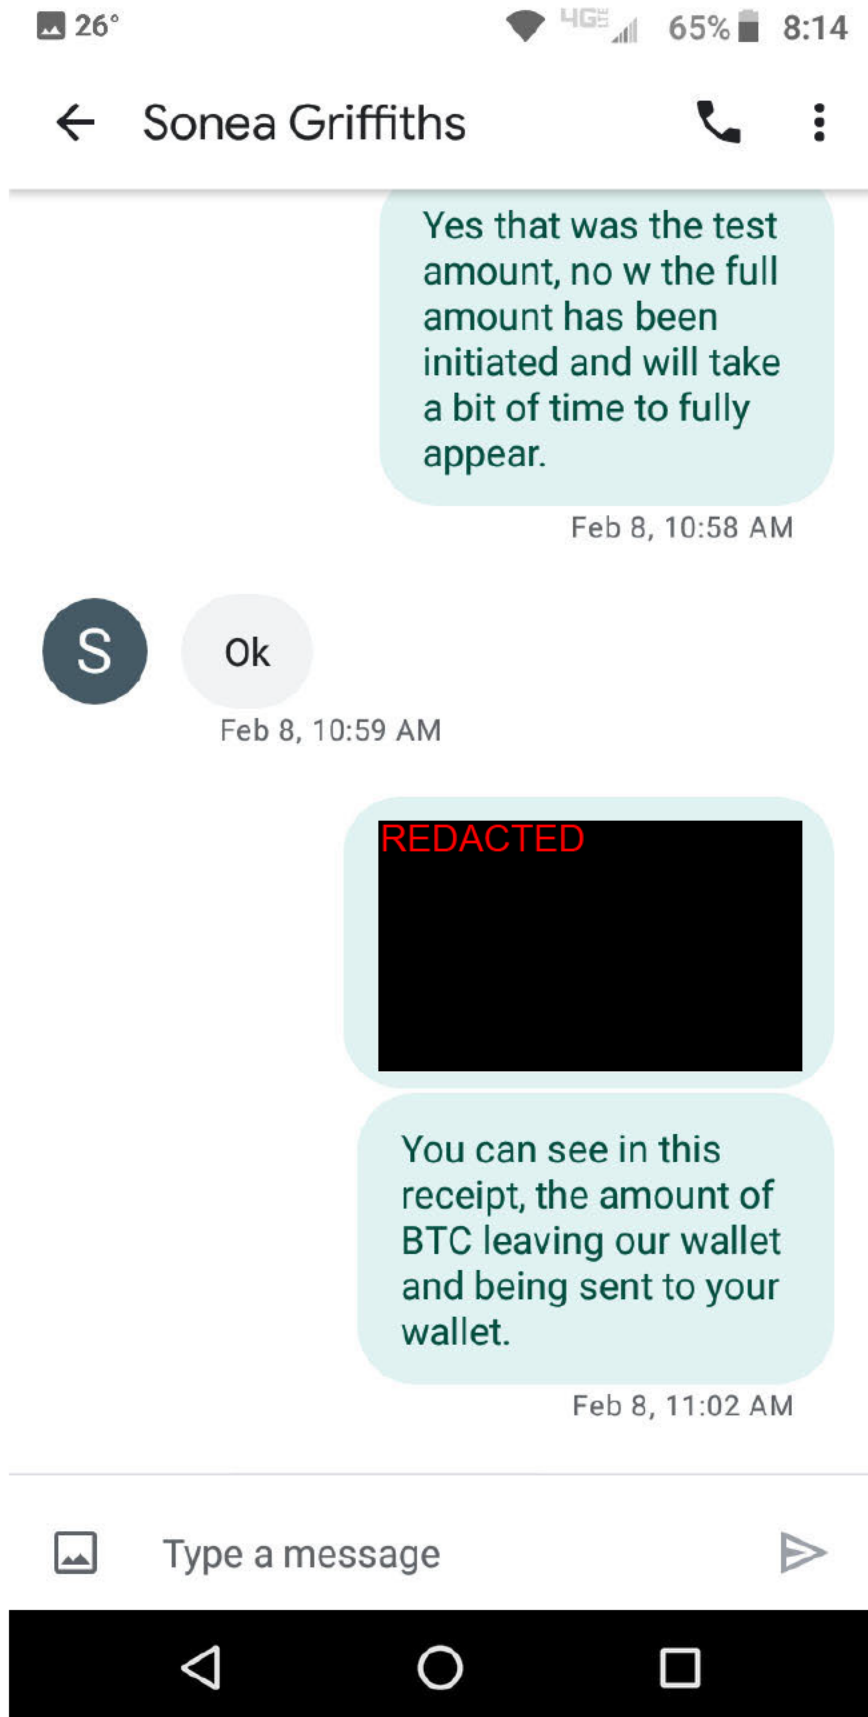 26°
4GE 65% 8:14
Sonea Griffiths
Yes that was the test
amount, no w the full
amount has been
initiated and will take
a bit of time to fully
appear.
Feb 8, 10:58 AM
S
Ok
Feb 8, 10:59 AM
REDACTED
You can see in this
receipt, the amount of
BTC leaving our wallet
and being sent to your
wallet.
Feb 8, 11:02 AM
Type a message